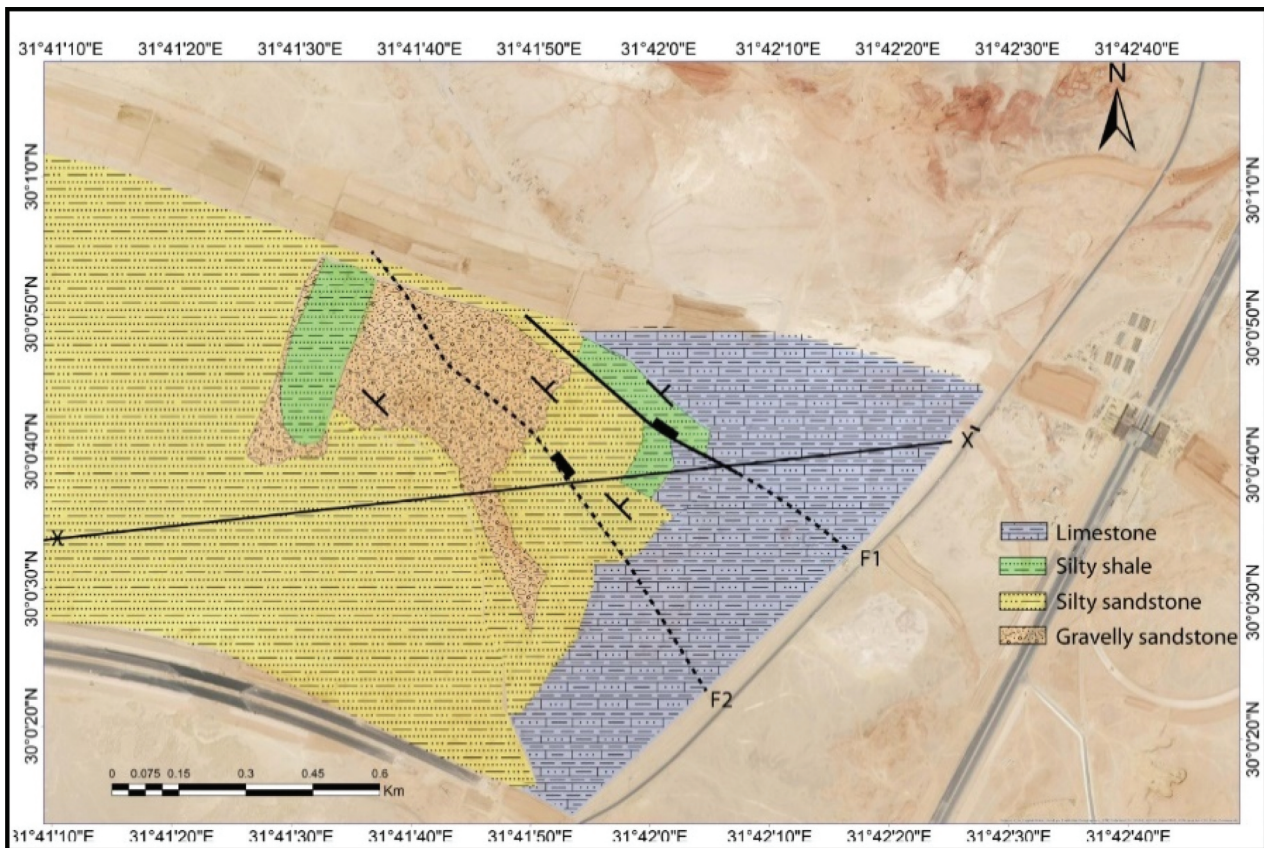 31°41'10"E 31°41'20"E 31°41'30"E 31°41'40"E 31°41'50"E 31°42'0"E 31°42'10"E 31°42'20"E 31°42'30"E 31°42'40"E
N
30°1'0"N
30°1'0"N
30°0'50"N
30°0'50"N
30°0'40"N
30°0'40"N
X
X`
30°0'30"N
30°0'30"N
Limestone
F1
Silty shale
Silty sandstone
Gravelly sandstone
F2
30°0'20"N
30°0'20"N
0 0.075 0.15 0.3 0.45 0.6
Km
31°41'10"E 31°41'20"E 31°41'30"E 31°41'40"E 31°41'50"E 31°42'0"E 31°42'10"E 31°42'20"E 31°42'30"E 31°42'40"E